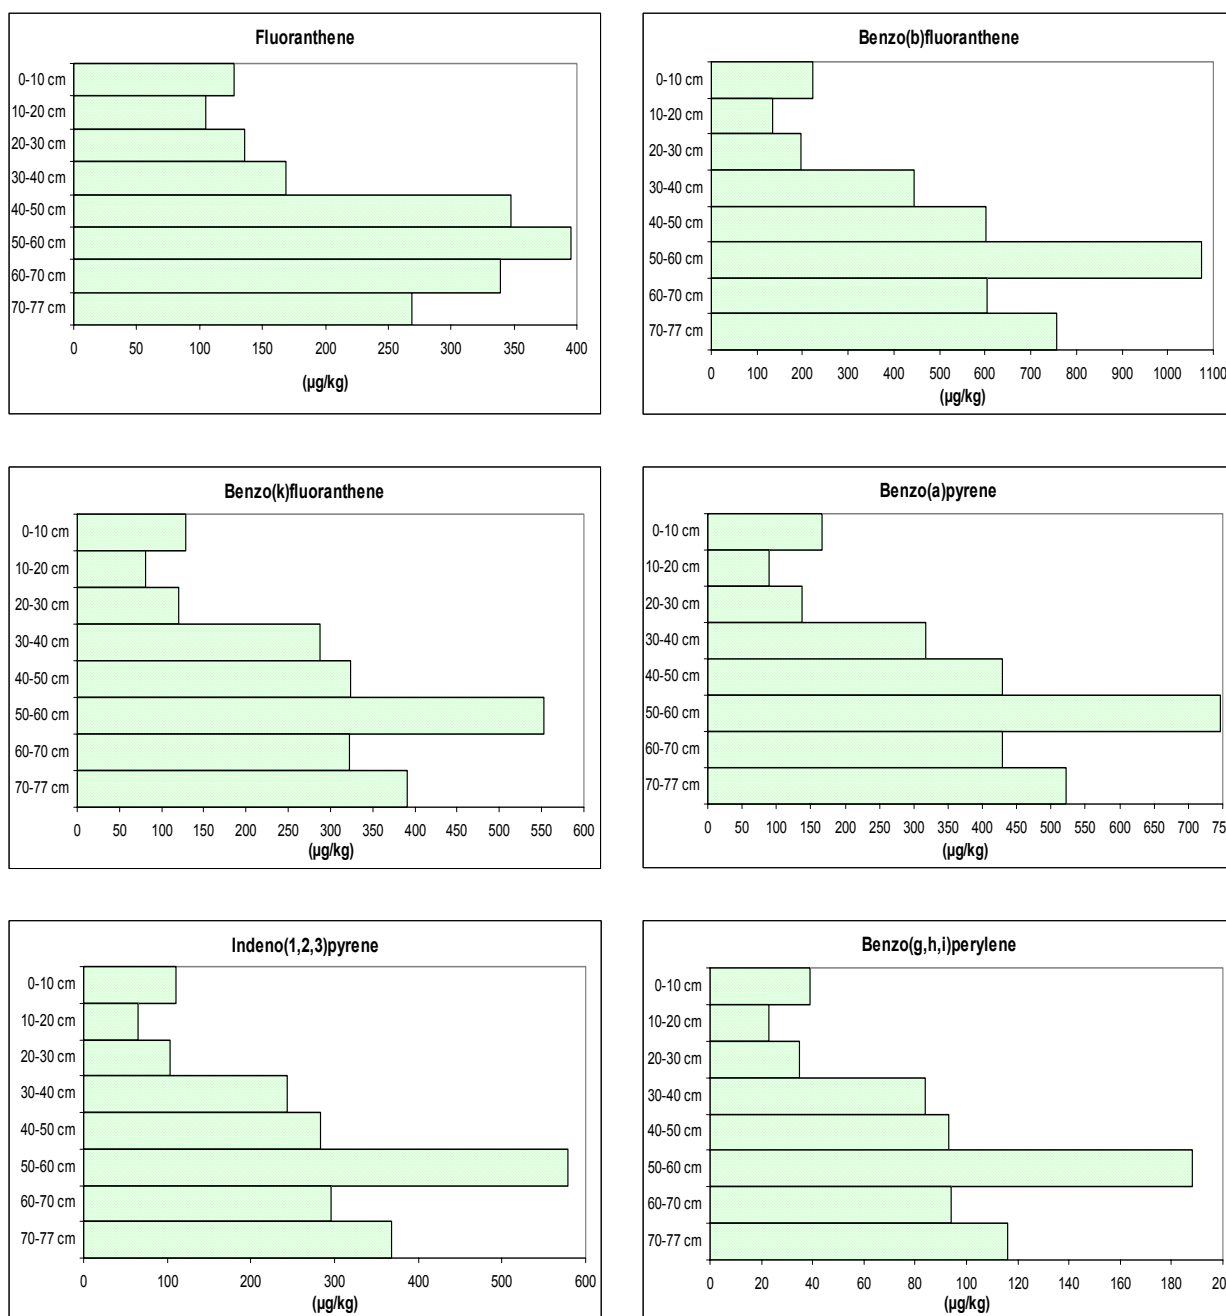 Fluoranthene
0-10 cm
10-20 cm
20-30 cm
30-40 cm
40-50 cm
50-60 cm
60-70 cm
70-77 cm
0 50 100 150 200 250 300 350 400
(µg/kg)
Benzo(b)fluoranthene
0-10 cm
10-20 cm
20-30 cm
30-40 cm
40-50 cm
50-60 cm
60-70 cm
70-77 cm
0 100 200 300 400 500 600 700 800 900 1000 1100
(µg/kg)
Benzo(k)fluoranthene
0-10 cm
10-20 cm
20-30 cm
30-40 cm
40-50 cm
50-60 cm
60-70 cm
70-77 cm
0 50 100 150 200 250 300 350 400 450 500 550 600
(µg/kg)
Benzo(a)pyrene
0-10 cm
10-20 cm
20-30 cm
30-40 cm
40-50 cm
50-60 cm
60-70 cm
70-77 cm
0 50 100 150 200 250 300 350 400 450 500 550 600 650 700 75
(µg/kg)
Indeno(1,2,3)pyrene
0-10 cm
10-20 cm
20-30 cm
30-40 cm
40-50 cm
50-60 cm
60-70 cm
70-77 cm
0 100 200 300 400 500 600
(µg/kg)
Benzo(g,h,i)perylene
0-10 cm
10-20 cm
20-30 cm
30-40 cm
40-50 cm
50-60 cm
60-70 cm
70-77 cm
0 20 40 60 80 100 120 140 160 180 20
(µg/kg)